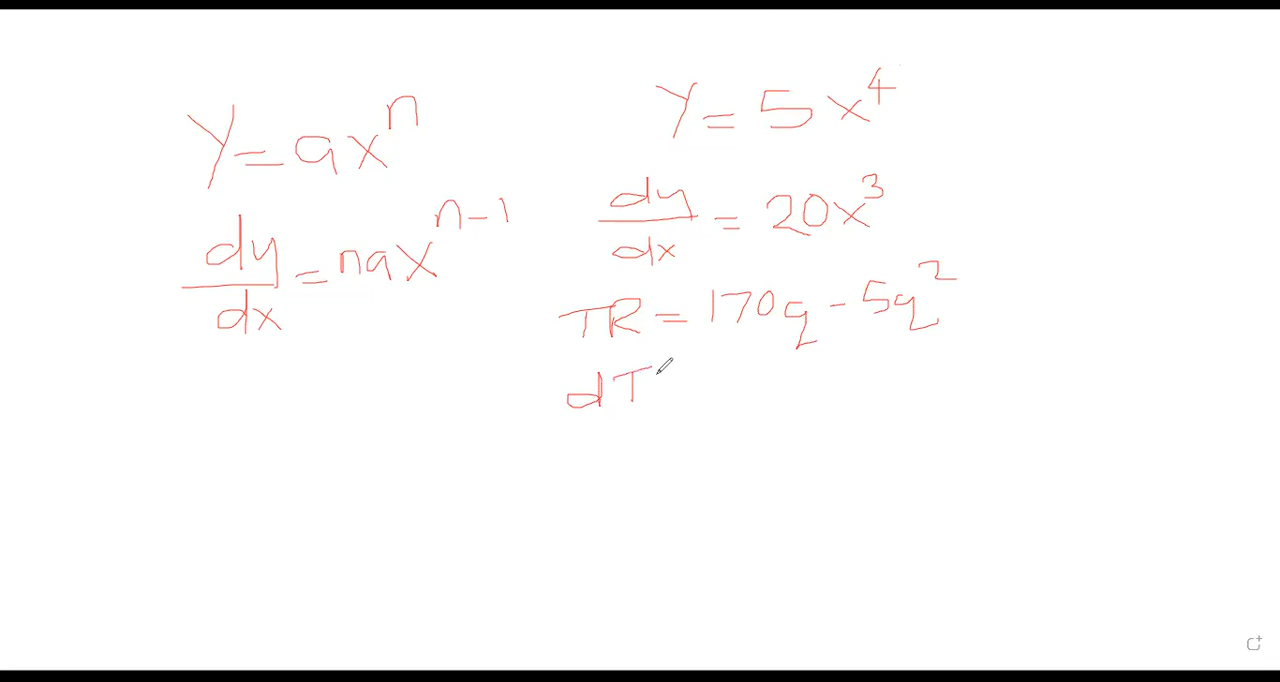 Y = ax^n
dy/dx = nax^{n-1}
Y = 5x^4
dy/dx = 20x^3
TR = 170q - 5q^2
dT